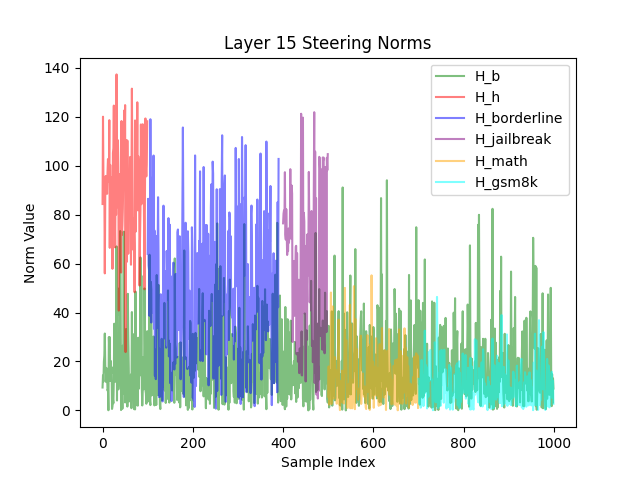 Layer 15 Steering Norms
Norm Value
140
120
100
80
60
40
20
0
0
200
400
600
800
1000
Sample Index
H_b
H_h
H_borderline
H_jailbreak
H_math
H_gsm8k